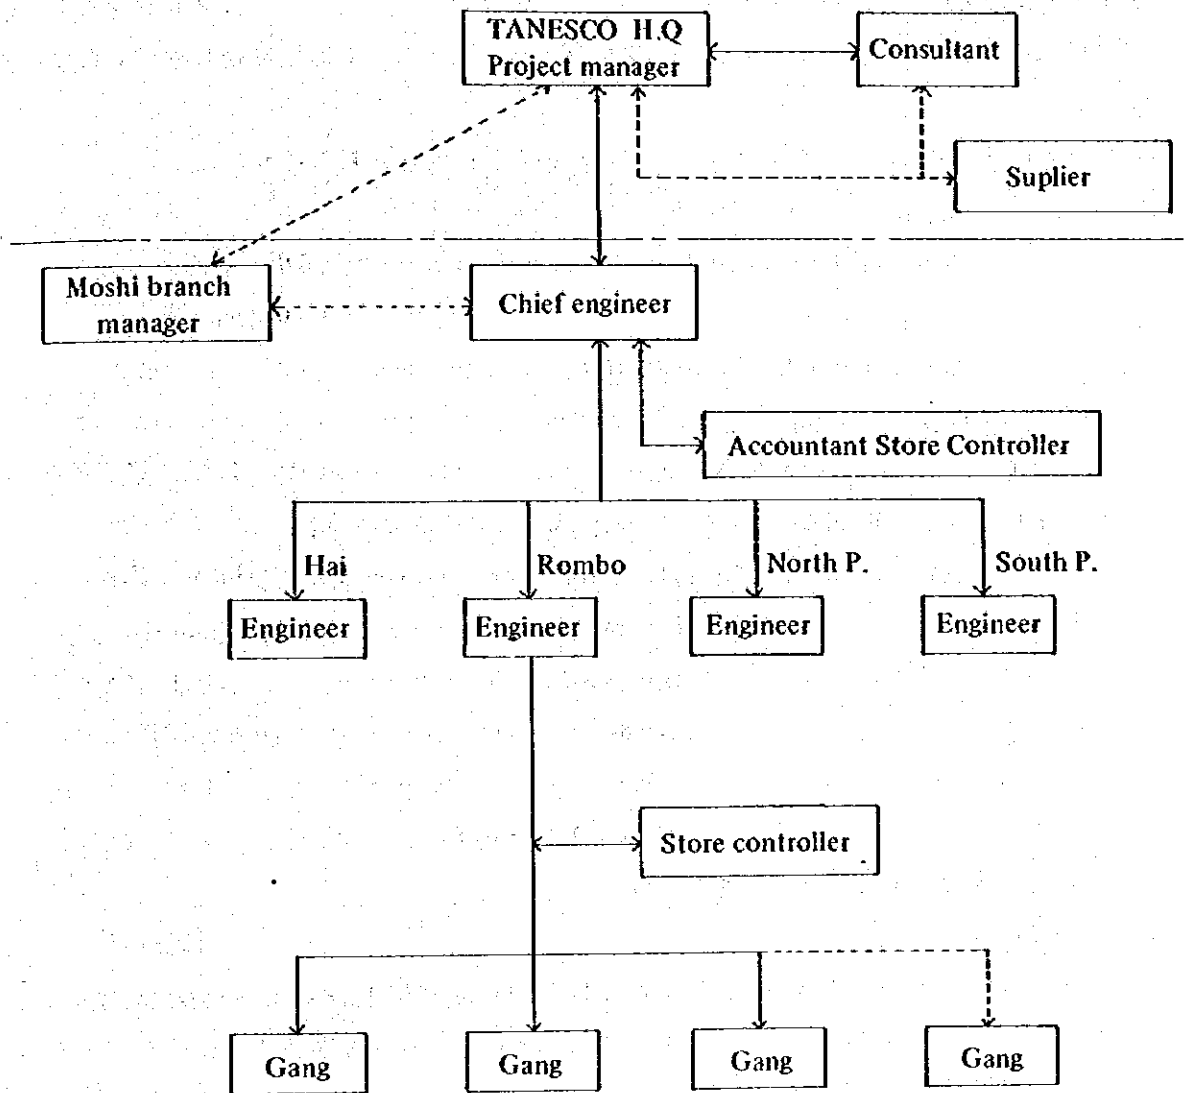 TANESCO H.Q
Project manager
Consultant
Suplier
Moshi branch
manager
Chief engineer
Accountant Store Controller
Hai
Rombo
North P.
South P.
Engineer
Engineer
Engineer
Engineer
Store controller
Gang
Gang
Gang
Gang